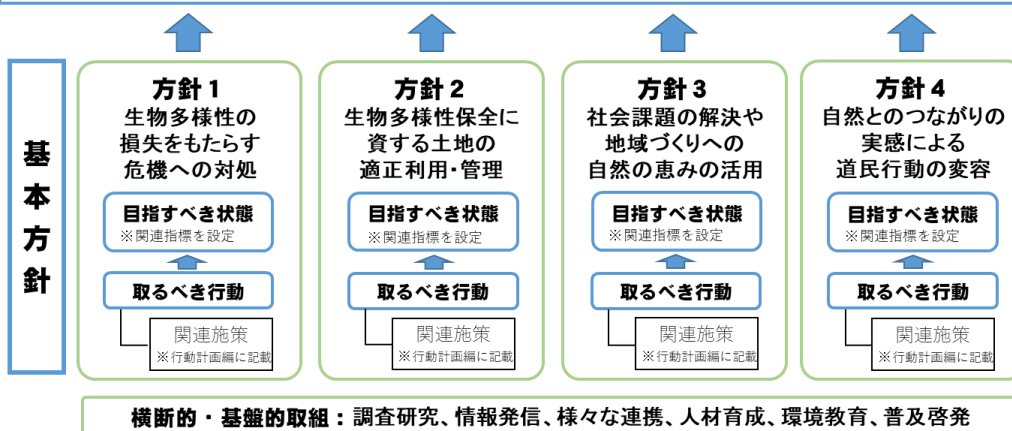 基本方針
方針1
生物多様性の
損失をもたらす
危機への対処
目指すべき状態
※関連指標を設定
取るべき行動
関連施策
※行動計画編に記載
方針2
生物多様性保全に
資する土地の
適正利用・管理
目指すべき状態
※関連指標を設定
取るべき行動
関連施策
※行動計画編に記載
方針3
社会課題の解決や
地域づくりへの
自然の恵みの活用
目指すべき状態
※関連指標を設定
取るべき行動
関連施策
※行動計画編に記載
方針4
自然とのつながりの
実感による
道民行動の変容
目指すべき状態
※関連指標を設定
取るべき行動
関連施策
※行動計画編に記載
横断的・基盤的取組：調査研究、情報発信、様々な連携、人材育成、環境教育、普及啓発